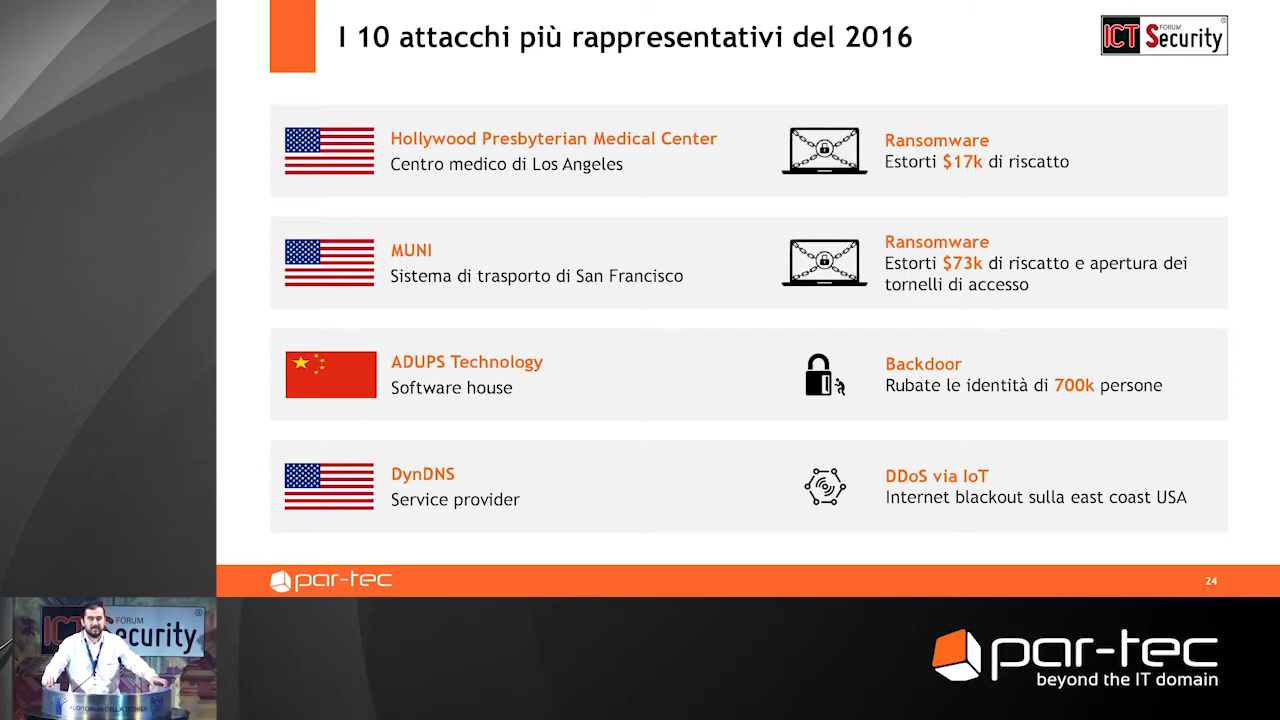 I 10 attacchi più rappresentativi del 2016
ICT Security
FORUM
®
Hollywood Presbyterian Medical Center
Centro medico di Los Angeles
Ransomware
Estorti $17k di riscatto
MUNI
Sistema di trasporto di San Francisco
Ransomware
Estorti $73k di riscatto e apertura dei
tornelli di accesso
ADUPS Technology
Software house
Backdoor
Rubate le identità di 700k persone
DynDNS
Service provider
DDoS via IoT
Internet blackout sulla east coast USA
par-tec
24
ICT Security
FORUM
®
AUDITORIUM DELLA TECNICA
par-tec
beyond the IT domain